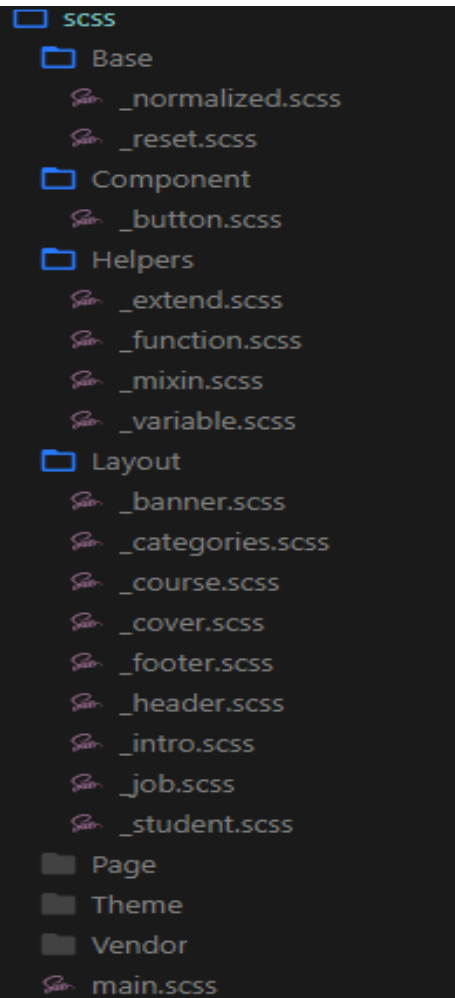 scss
Base
_normalized.scss
_reset.scss
Component
_button.scss
Helpers
_extend.scss
_function.scss
_mixin.scss
_variable.scss
Layout
_banner.scss
_categories.scss
_course.scss
_cover.scss
_footer.scss
_header.scss
_intro.scss
_job.scss
_student.scss
Page
Theme
Vendor
main.scss